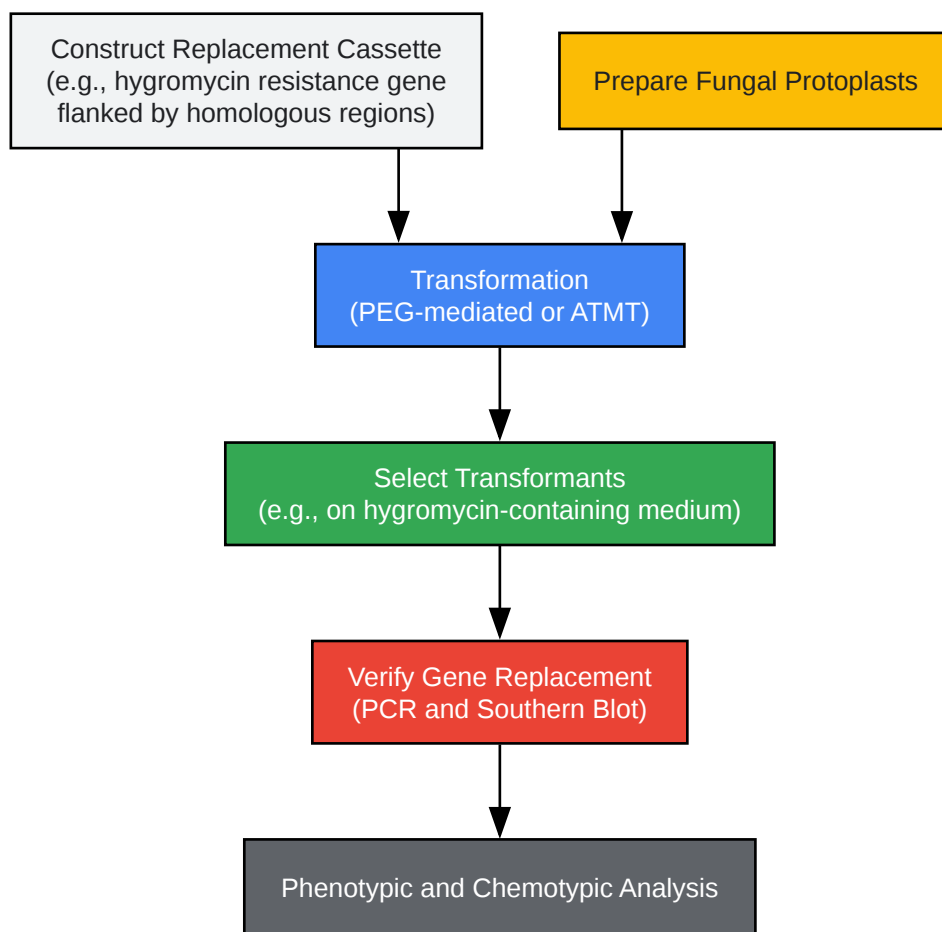 Construct Replacement Cassette
(e.g., hygromycin resistance gene
flanked by homologous regions)
Prepare Fungal Protoplasts
Transformation
(PEG-mediated or ATMT)
Select Transformants
(e.g., on hygromycin-containing medium)
Verify Gene Replacement
(PCR and Southern Blot)
Phenotypic and Chemotypic Analysis